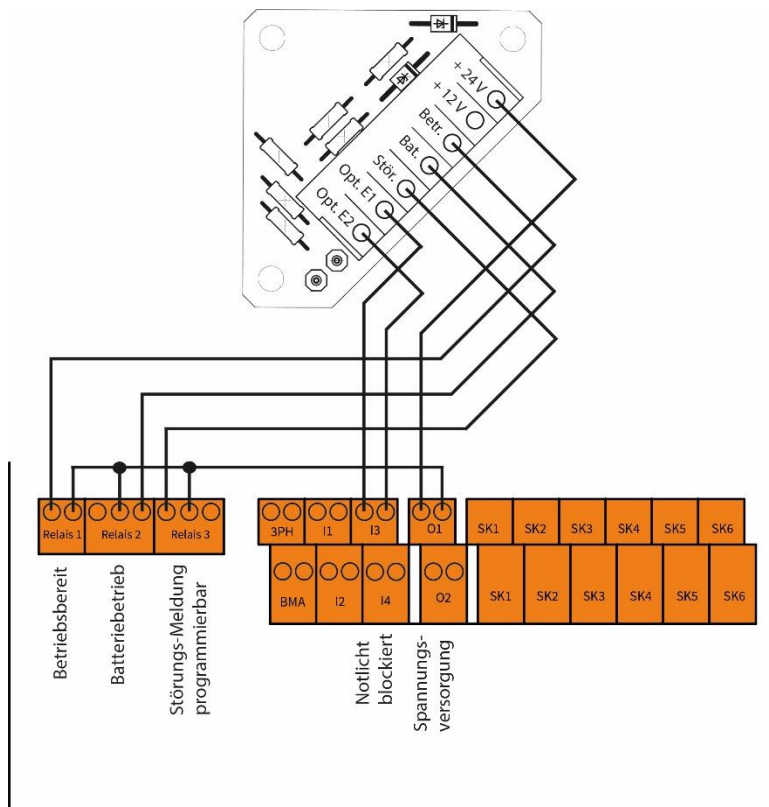 + 24V
+ 12V
Betr.
Bat.
Stör.
Opt. E1
Opt. E2
Relais 1
Relais 2
Relais 3
3PH
I1
I3
O1
SK1
SK2
SK3
SK4
SK5
SK6
BMA
I2
I4
O2
SK1
SK2
SK3
SK4
SK5
SK6
Betriebsbereit
Batteriebetrieb
Störungs-Meldung
programmierbar
Notlicht
blockiert
Spannungs-
versorgung